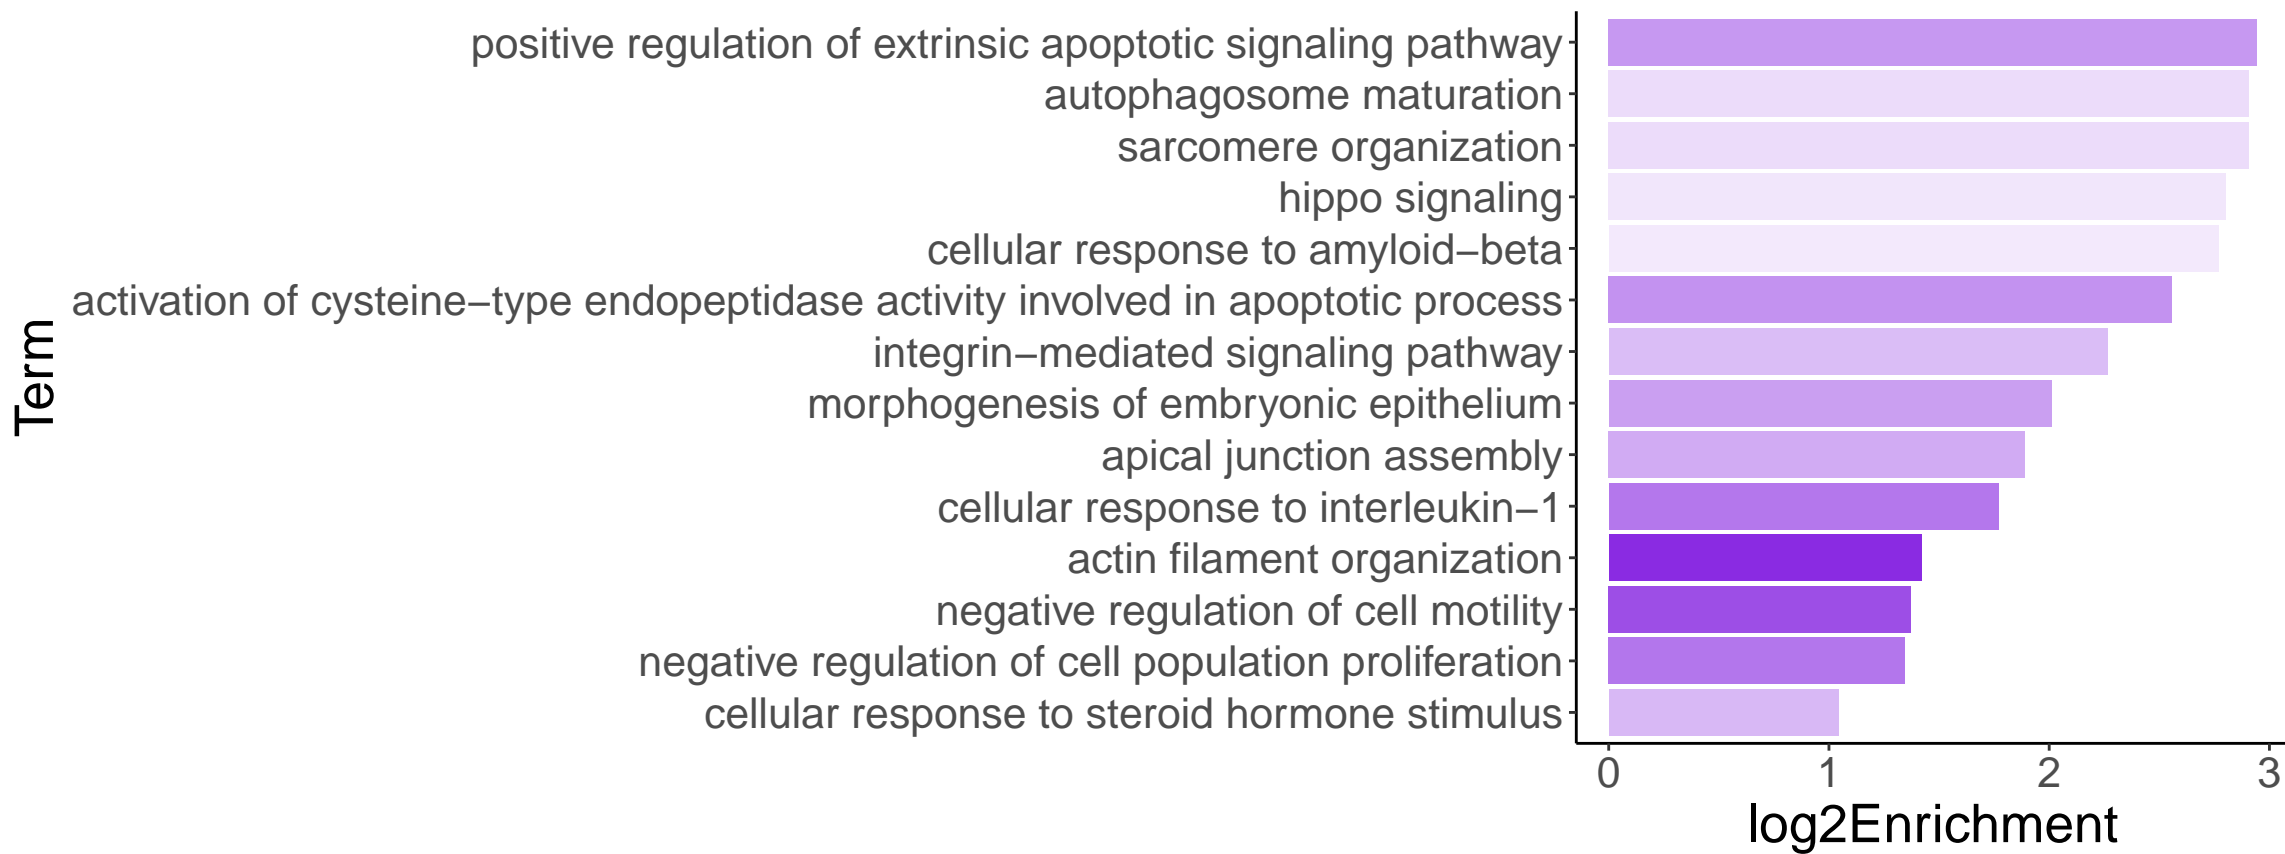 positive regulation of extrinsic apoptotic signaling pathway
autophagosome maturation
sarcomere organization
hippo signaling
cellular response to amyloid−beta
activation of cysteine−type endopeptidase activity involved in apoptotic process
integrin−mediated signaling pathway
morphogenesis of embryonic epithelium
apical junction assembly
cellular response to interleukin−1
actin filament organization
negative regulation of cell motility
negative regulation of cell population proliferation
cellular response to steroid hormone stimulus
Term
0 1 2 3
log2Enrichment